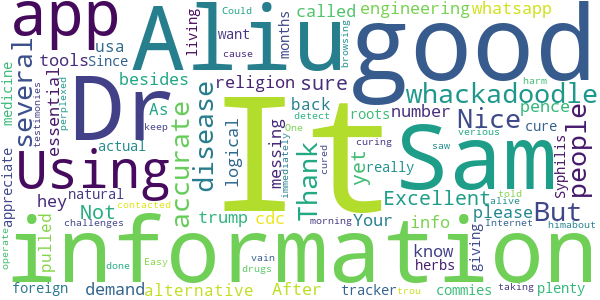 app
Aliu
good
living
Could
want
months
called
engineering
whatsapp
usa
Since
tools
besides
religion
sure
whackadoodle
medicine
several
essential
testimonies
perplexed
Dr
As
accurate
disease
logical
messing
back
number
pence
browsing
harm
detect
roots
cure
It
Nice
people
Using
actual
yet
really
One
cured
keep
cause
curing
saw
verious
Syphilis
immediately
Thank
Sam
appreciate
hey
natural
contacted
told
alive
Internet
himabout
Not
trump
cdc
Your
Excellent
please
But
operate
challenges
pulled
morning
info
know
herbs
giving
taking
information
done
Easy
vain
drugs
trou
foreign
demand
alternative
After
tracker
commies
plenty